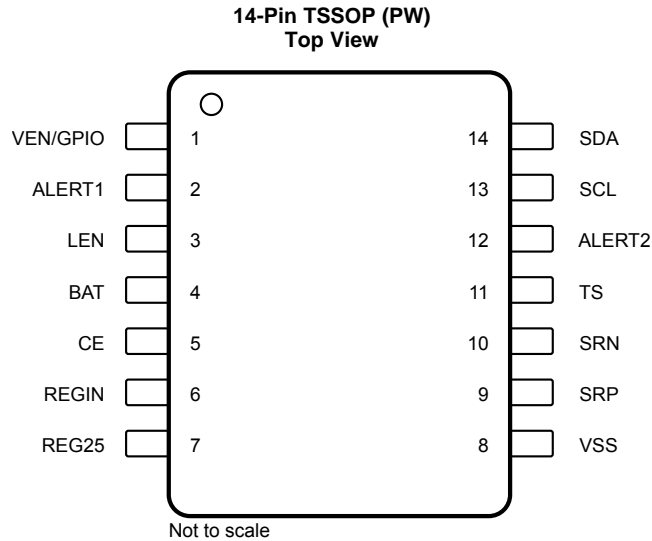 14-Pin TSSOP (PW)
Top View
VEN/GPIO 1 14 SDA
ALERT1 2 13 SCL
LEN 3 12 ALERT2
BAT 4 11 TS
CE 5 10 SRN
REGIN 6 9 SRP
REG25 7 8 VSS
Not to scale